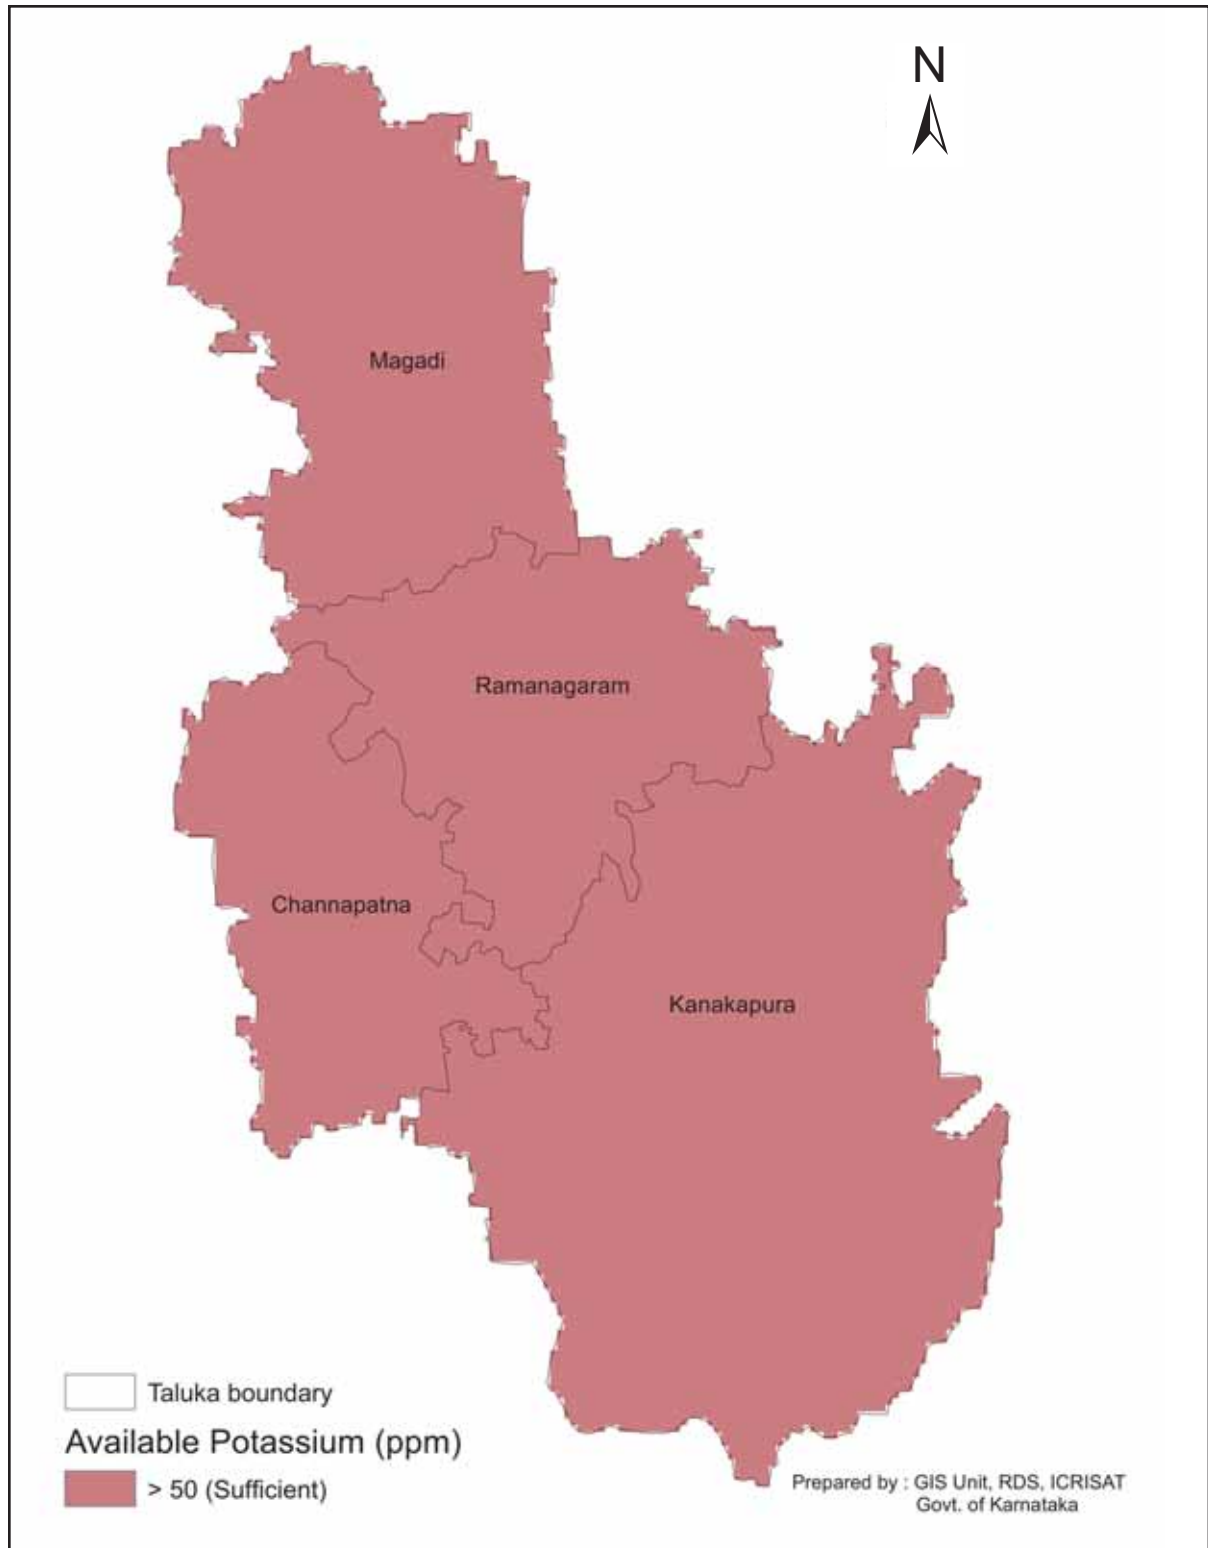 N
Magadi
Ramanagaram
Channapatna
Kanakapura
Taluka boundary
Available Potassium (ppm)
> 50 (Sufficient)
Prepared by : GIS Unit, RDS, ICRISAT
Govt. of Karnataka